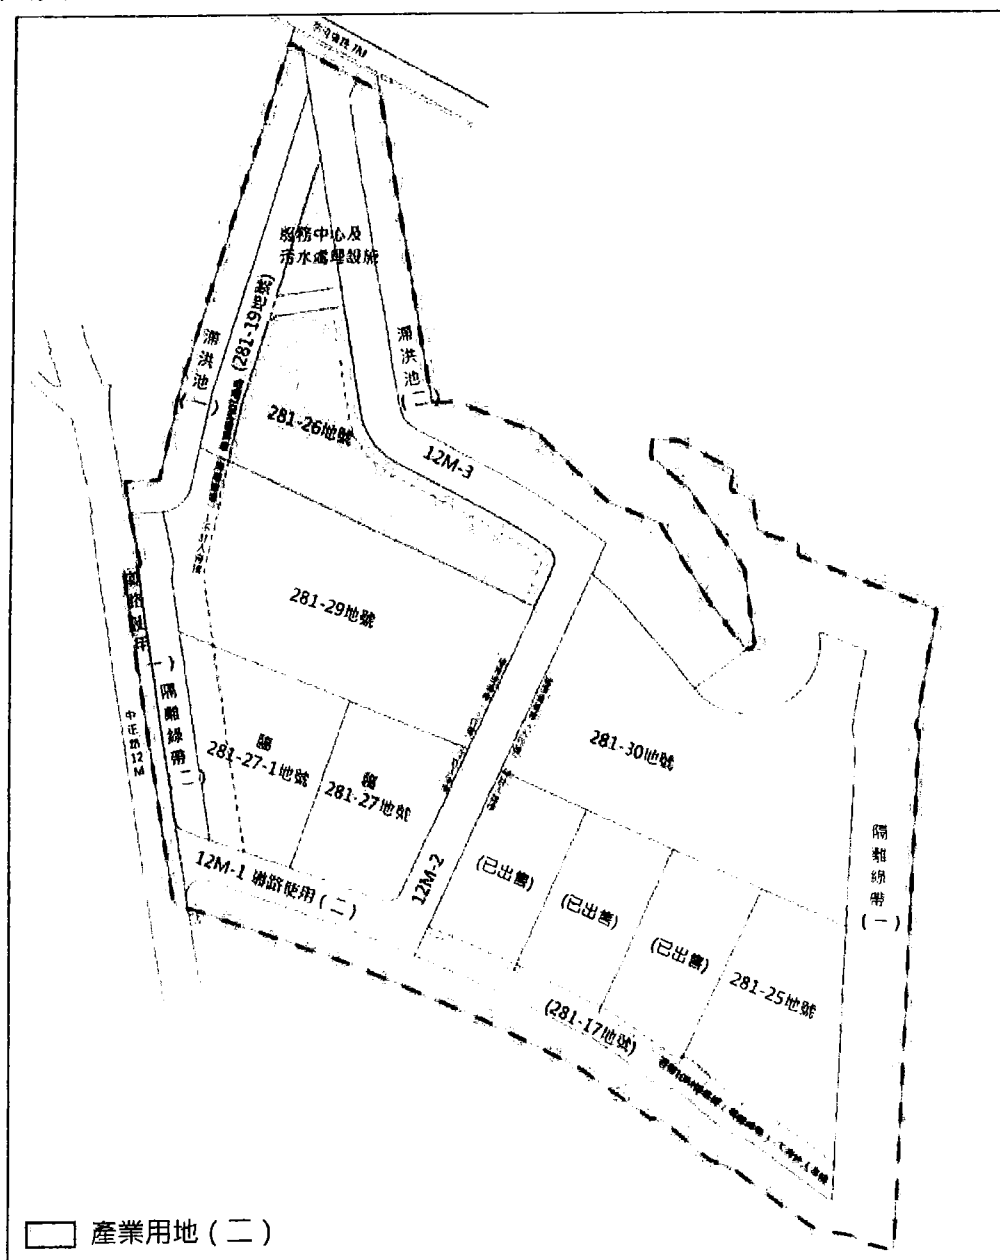 服務中心及
污水處理設施
滯洪池(一)
(281-19地號)
滯洪池(二)
281-26地號
12M-3
281-29地號
道路使用(一)
隔離綠帶(二)
中正路12M
臨
281-27-1地號
臨
281-27地號
281-30地號
12M-1 道路使用(二)
12M-2
(已出售)
(已出售)
(已出售)
281-25地號
隔離綠帶(一)
(281-17地號)
產業用地(二)